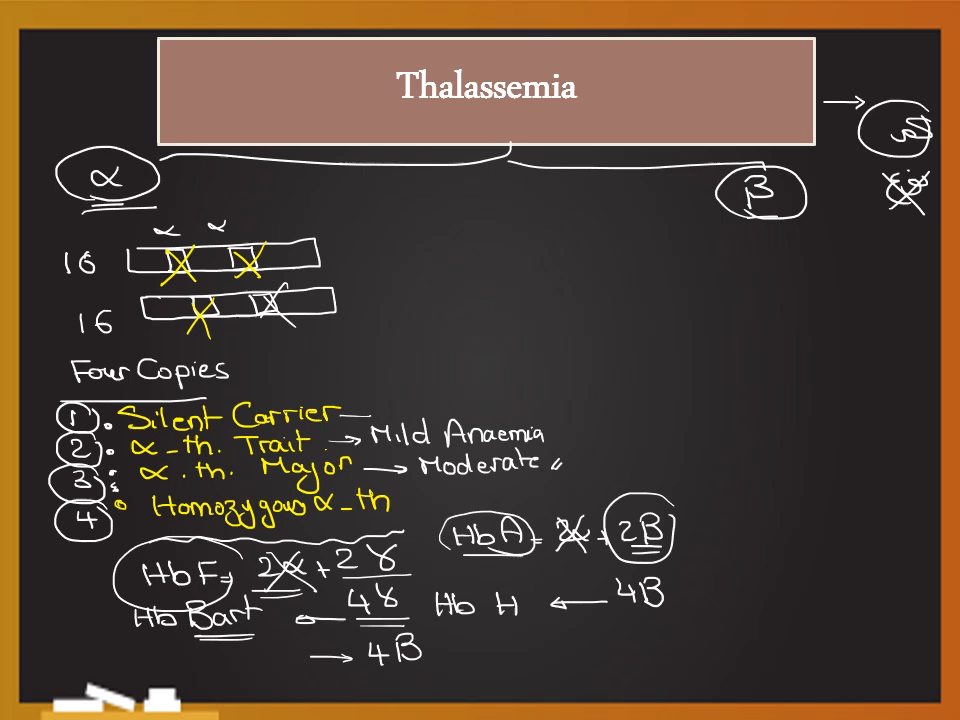 Thalassemia
α β
α α
16
16
Four Copies
1 . Silent Carrier
2 . α-th. Trait → Mild Anaemia
3 . α.th. Major → Moderate "
4 . Homozygous α-th
HbA = 2α + 2β
HbF = 2α + 2γ
Hb Bart ← 4γ Hb H ← 4β
→ 4β